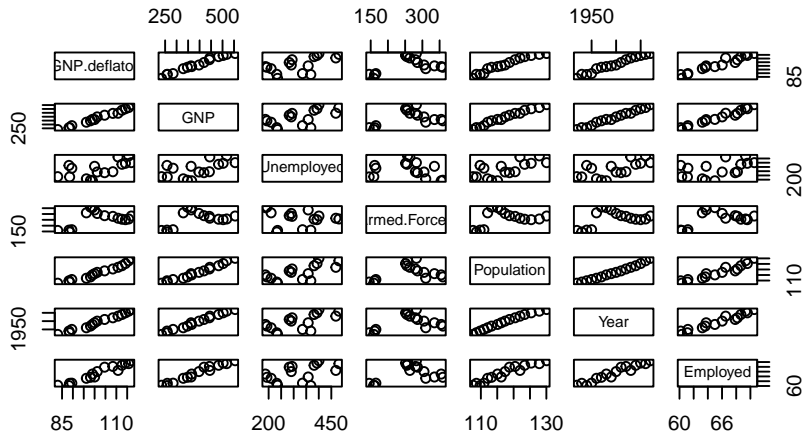 250 450 150 300 1950
GNP.deflato 85
250 GNP
Unemployed 200
150 rmed.Force
Population 110
1950 Year
Employed 60
85 110 200 450 110 130 60 66